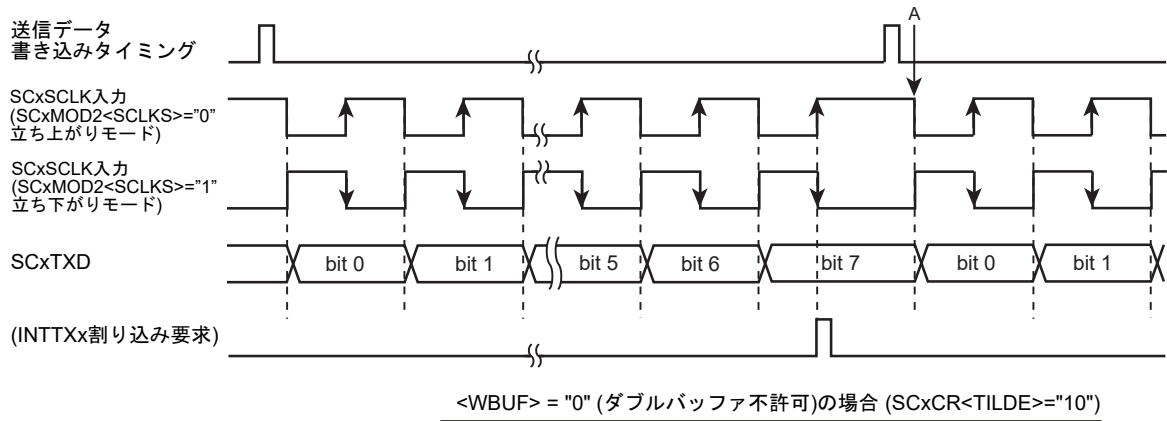 送信データ
書き込みタイミング
A
SCxSCLK入力
(SCxMOD2<SCLKS>="0"
立ち上がりモード)
SCxSCLK入力
(SCxMOD2<SCLKS>="1"
立ち下がりモード)
SCxTXD
bit 0 bit 1 bit 5 bit 6 bit 7 bit 0 bit 1
(INTTXx割り込み要求)
<WBUF> = "0" (ダブルバッファ不許可)の場合 (SCxCR<TILDE>="10")